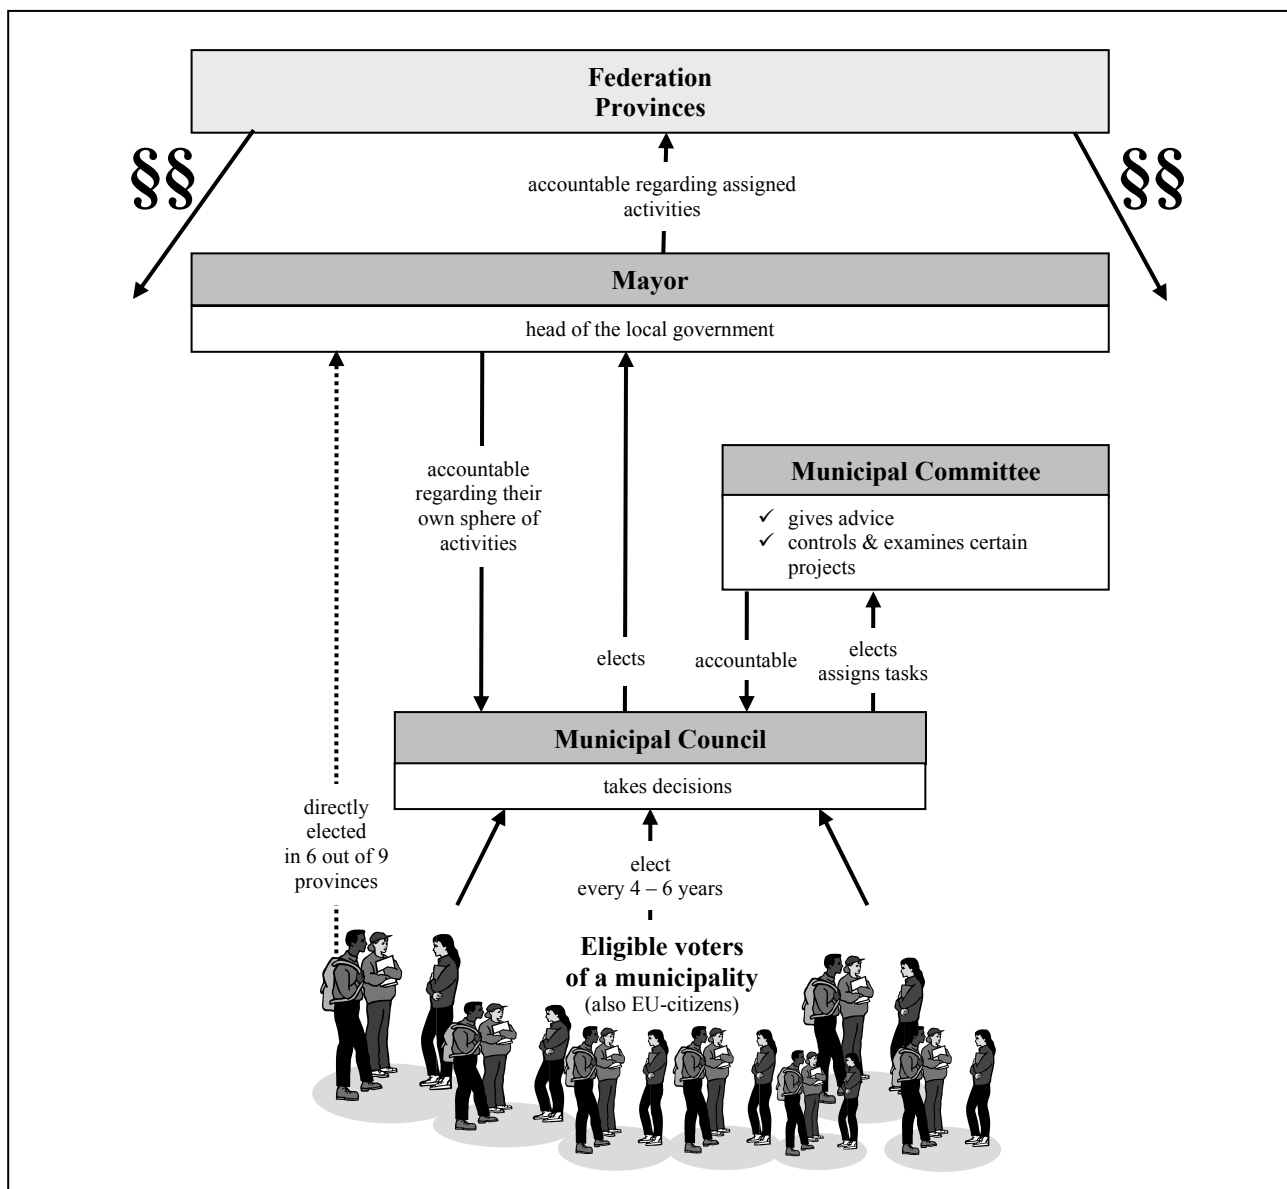 Federation
Provinces
§§
§§
accountable regarding assigned
activities
Mayor
head of the local government
accountable
regarding their
own sphere of
activities
Municipal Committee
✓ gives advice
✓ controls & examines certain
projects
elects
accountable
elects
assigns tasks
Municipal Council
takes decisions
directly
elected
in 6 out of 9
provinces
elect
every 4 – 6 years
Eligible voters
of a municipality
(also EU-citizens)